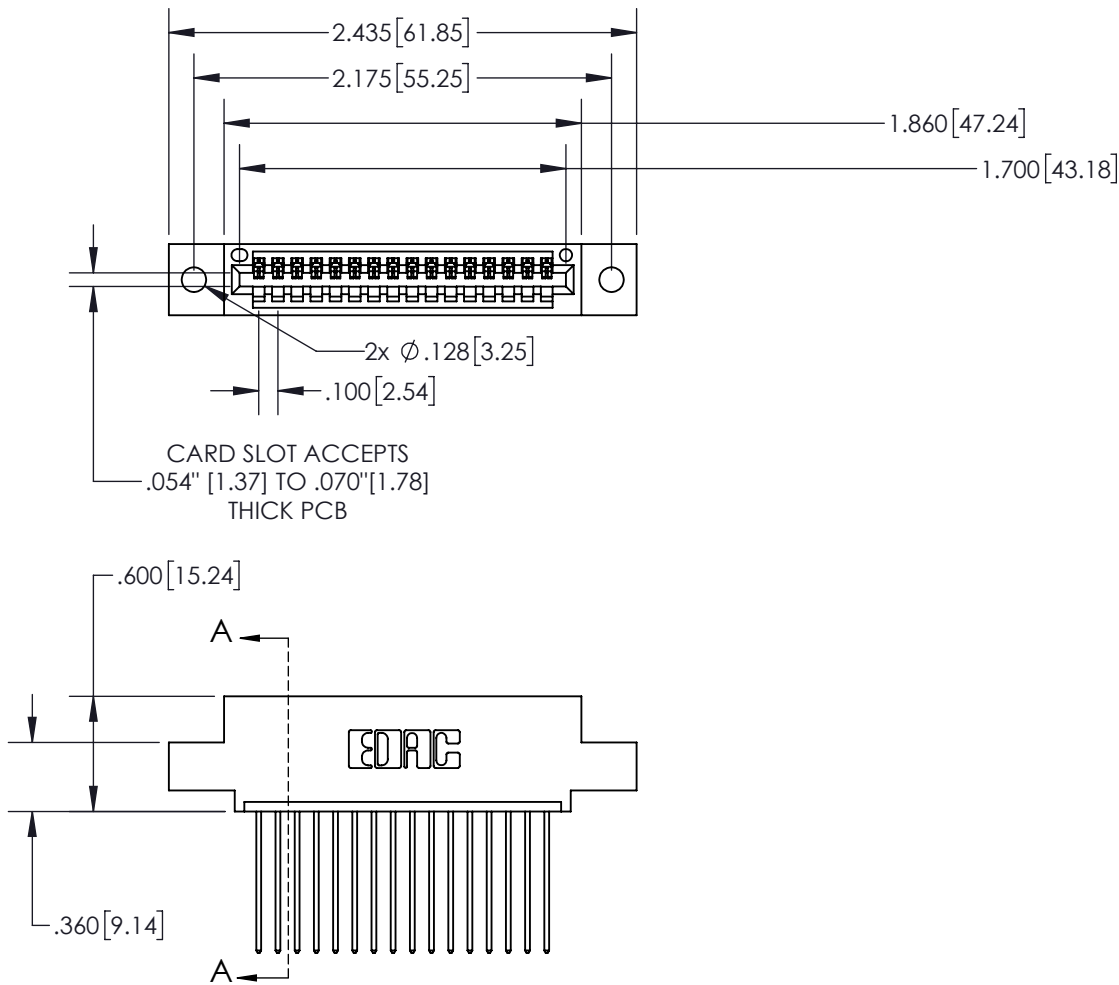 2.435[61.85]
2.175[55.25]
1.860[47.24]
1.700[43.18]
2x Ø.128[3.25]
.100[2.54]
CARD SLOT ACCEPTS
.054" [1.37] TO .070"[1.78]
THICK PCB
.600[15.24]
A
EDAC
.360[9.14]
A